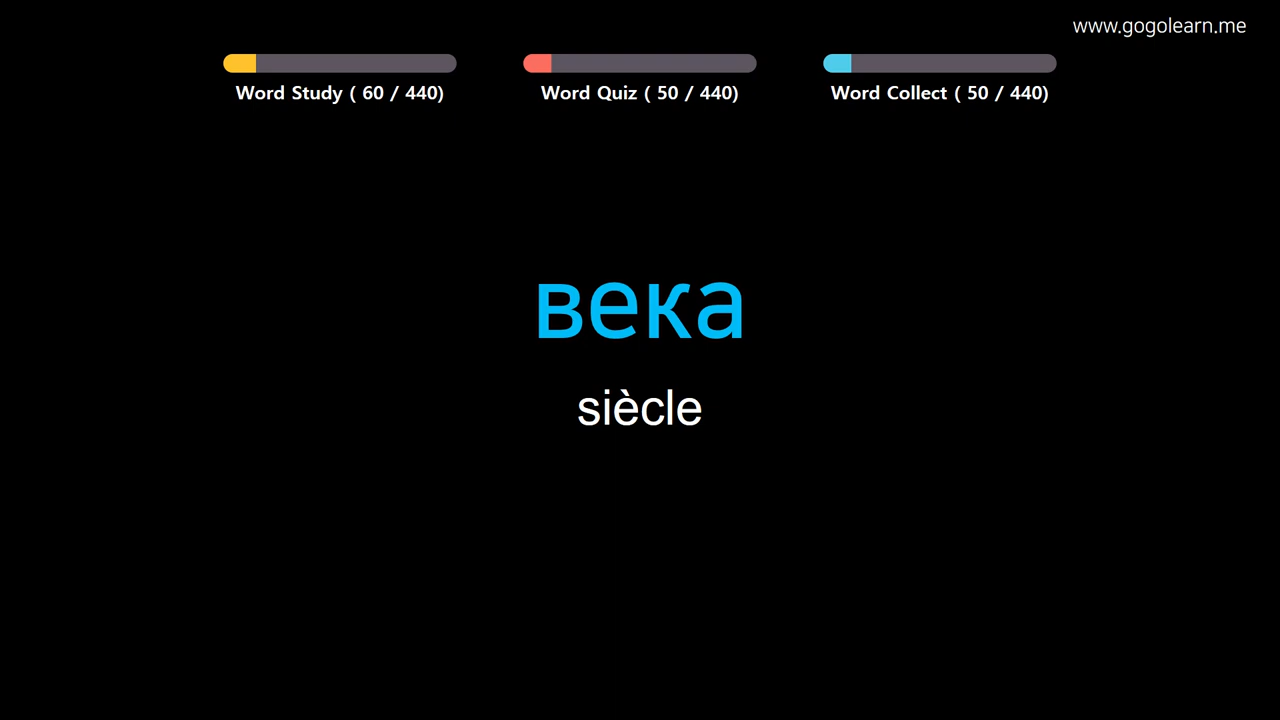 www.gogolearn.me
Word Study ( 60 / 440)
Word Quiz ( 50 / 440)
Word Collect ( 50 / 440)
века
siècle